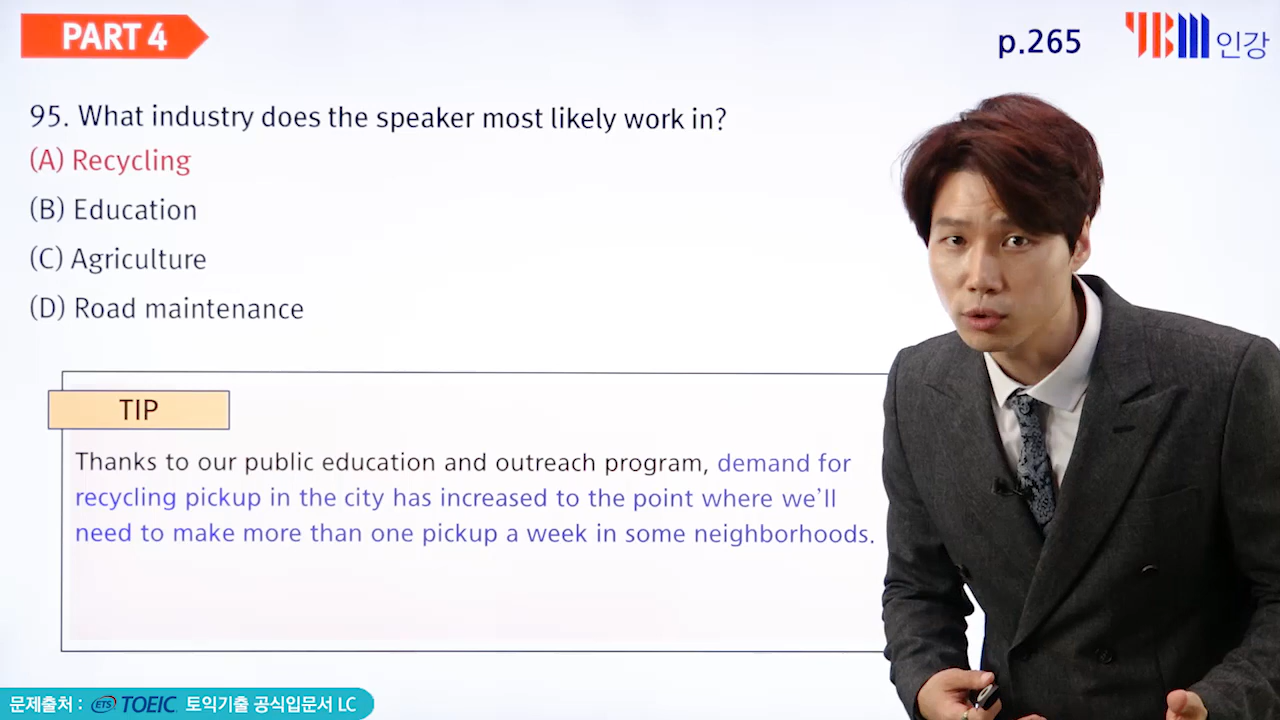 PART 4
p.265
YBM 인강
95. What industry does the speaker most likely work in?
(A) Recycling
(B) Education
(C) Agriculture
(D) Road maintenance
TIP
Thanks to our public education and outreach program, demand for
recycling pickup in the city has increased to the point where we’ll
need to make more than one pickup a week in some neighborhoods.
문제출처 : ETS TOEIC 토익기출 공식입문서 LC